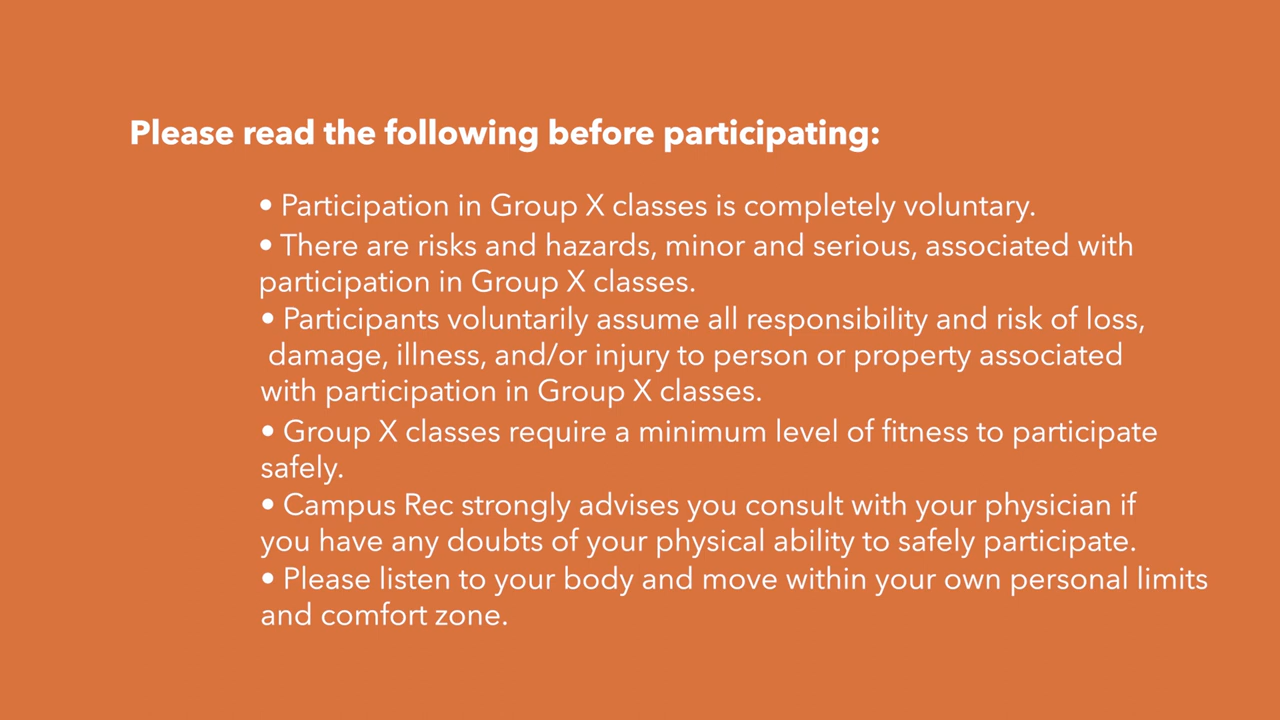 Please read the following before participating:
• Participation in Group X classes is completely voluntary.
• There are risks and hazards, minor and serious, associated with
participation in Group X classes.
• Participants voluntarily assume all responsibility and risk of loss,
damage, illness, and/or injury to person or property associated
with participation in Group X classes.
• Group X classes require a minimum level of fitness to participate
safely.
• Campus Rec strongly advises you consult with your physician if
you have any doubts of your physical ability to safely participate.
• Please listen to your body and move within your own personal limits
and comfort zone.